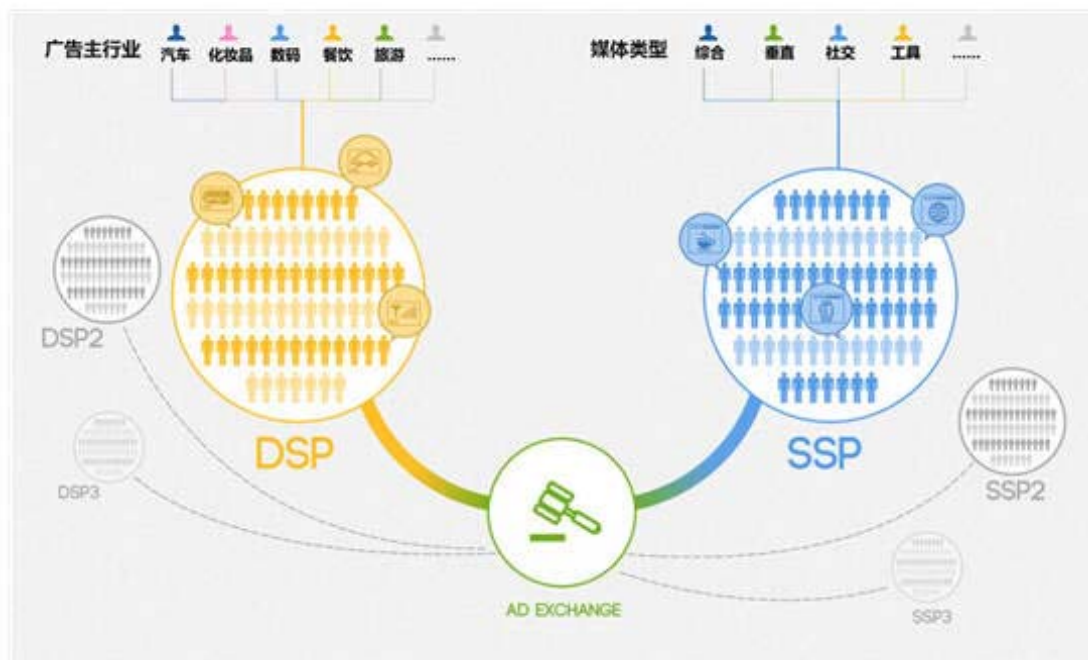 广告主行业
汽车 化妆品 数码 餐饮 旅游 ......
媒体类型
综合 垂直 社交 工具 ......
DSP2
DSP
SSP
DSP3
SSP2
AD EXCHANGE
SSP3